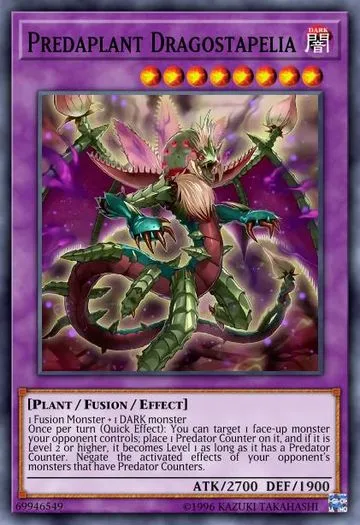 PREDAPLANT DRAGOSTAPELIA
DARK
闇
[PLANT / FUSION / EFFECT]
1 Fusion Monster + 1 DARK monster
Once per turn (Quick Effect): You can target 1 face-up monster
your opponent controls; place 1 Predator Counter on it, and if it is
Level 2 or higher, it becomes Level 1 as long as it has a Predator
Counter. Negate the activated effects of your opponent's
monsters that have Predator Counters.
ATK/2700 DEF/1900
69946549
©1996 KAZUKI TAKAHASHI